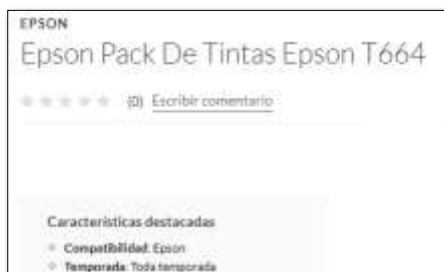 EPSON
Epson Pack De Tintas Epson T664
(0) Escribir comentario
Características destacadas
Compatibilidad: Epson
Temporada: Toda temporada